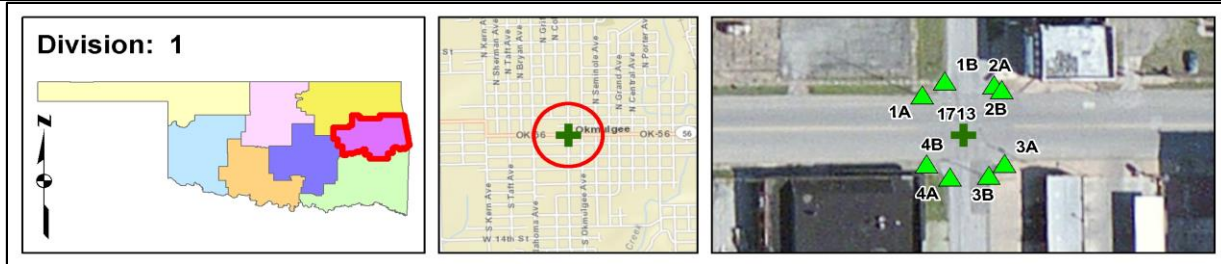 Division: 1
N
St
N Kern Ave
N Sherman Ave
N Taft Ave
N Bryan Ave
N Seminole Ave
N Grand Ave
N Central Ave
N Porter Ave
OK-56
Okmulgee
OK-56
56
S Kern Ave
S Taft Ave
S Okmulgee Ave
W 14th St
Creek
1B
2A
1A
1713
2B
4B
3A
4A
3B